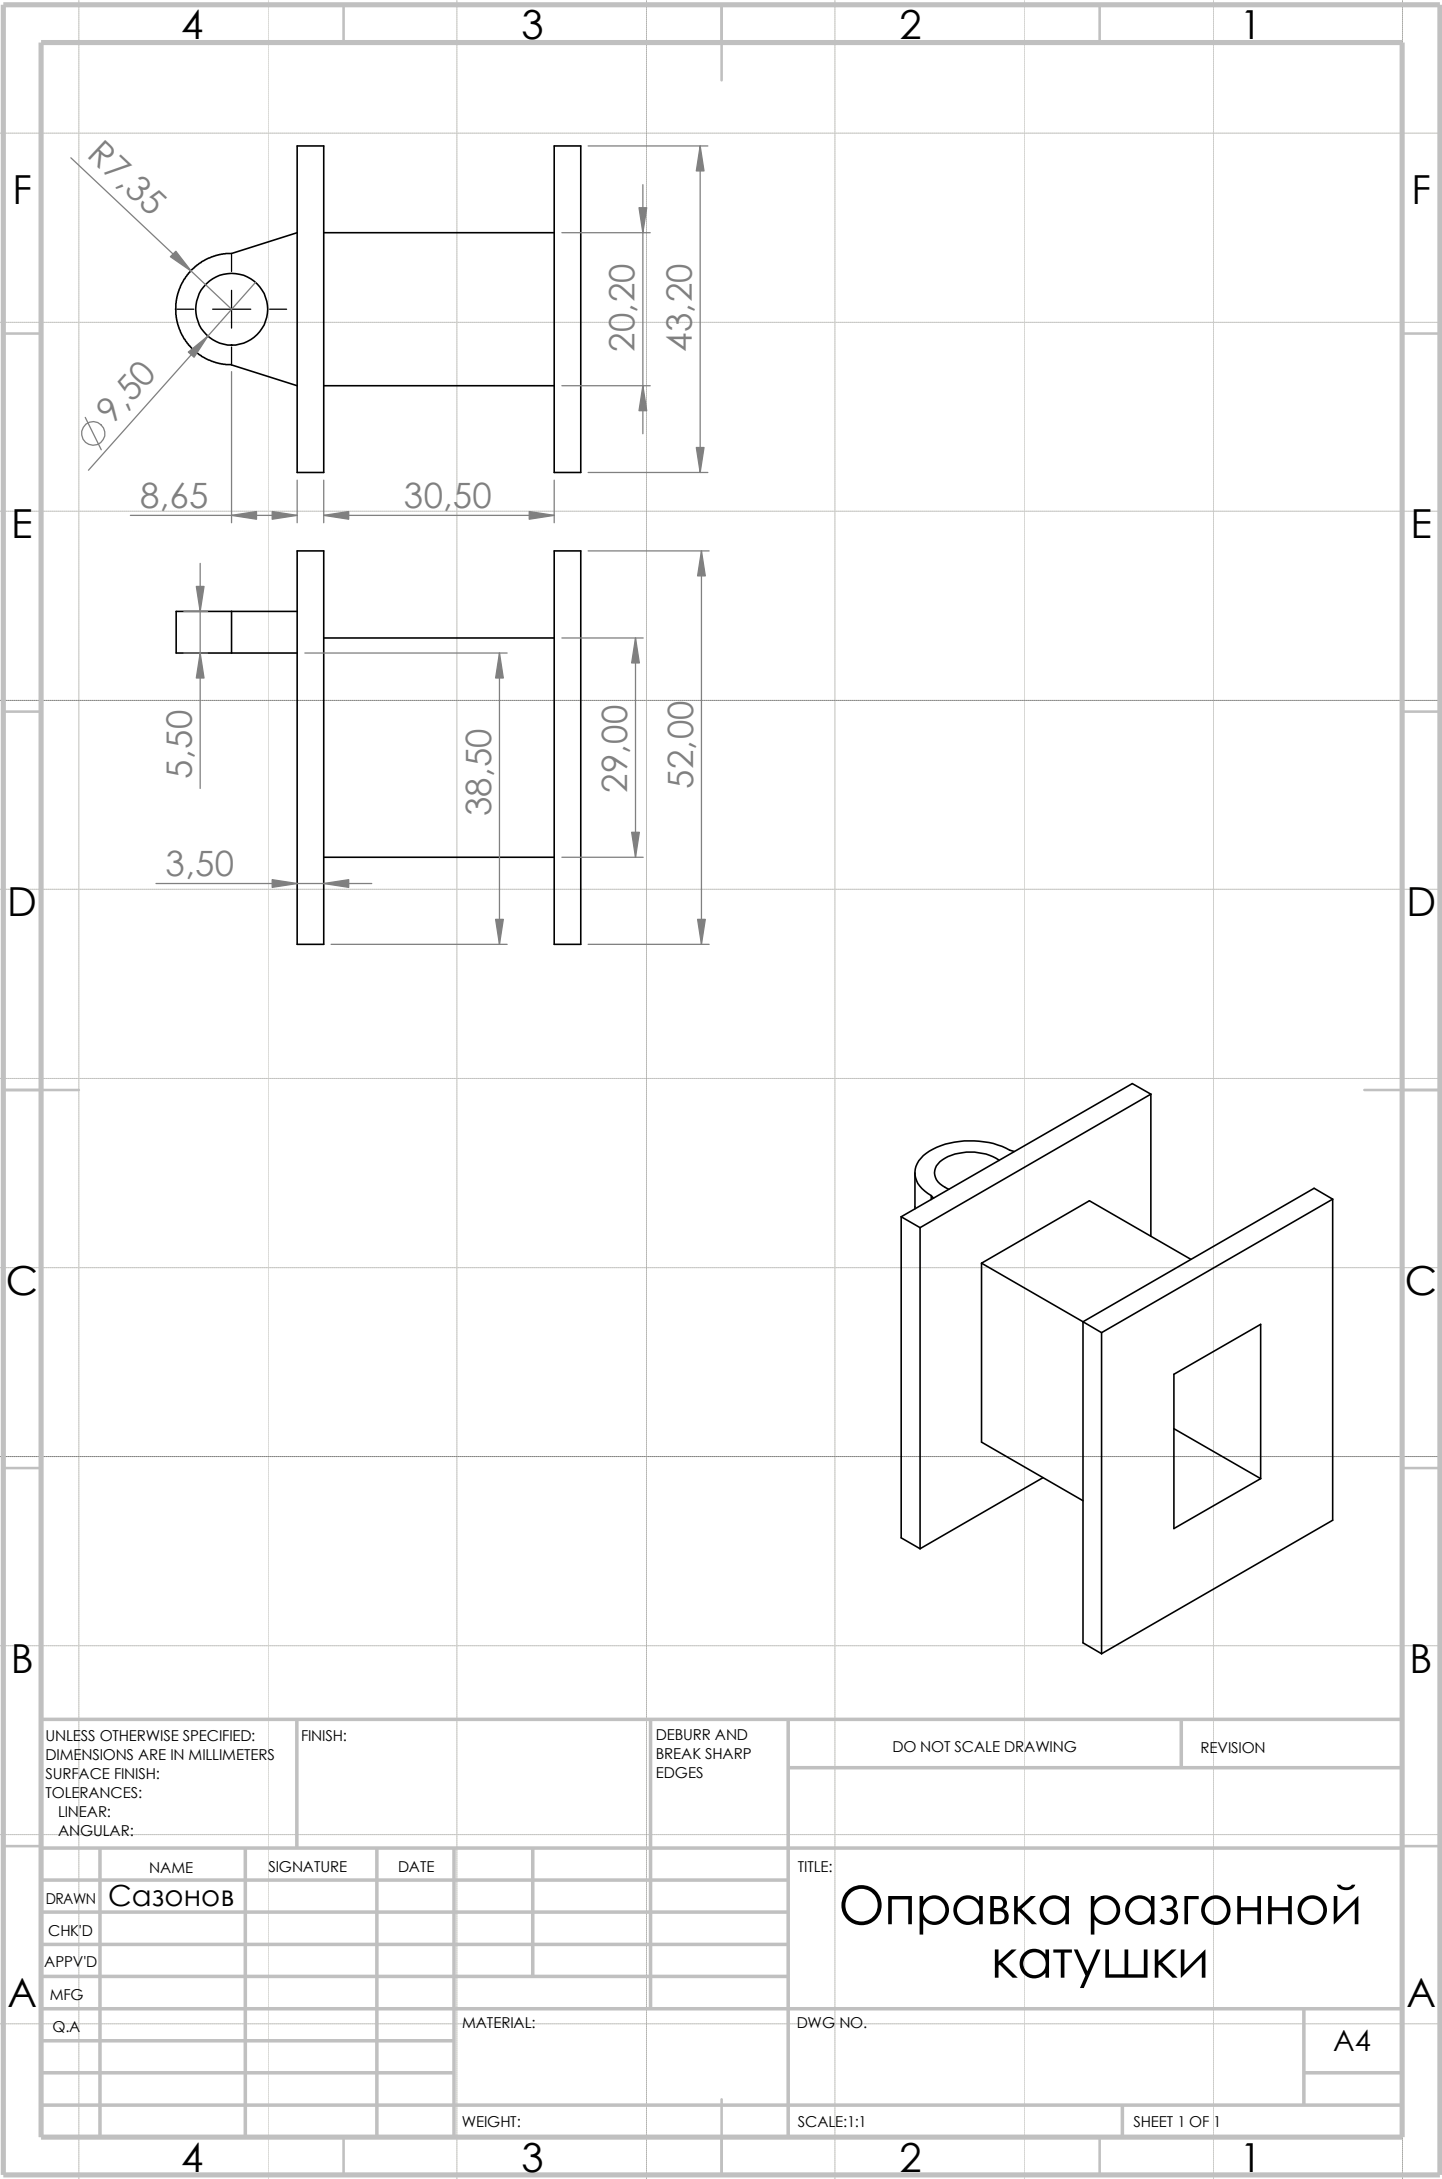 4 3 2 1
F F
R7,35
20,20
43,20
⌀9,50
8,65 30,50
E E
5,50
38,50
29,00
52,00
3,50
D D
C C
B B
UNLESS OTHERWISE SPECIFIED:
DIMENSIONS ARE IN MILLIMETERS
SURFACE FINISH:
TOLERANCES:
LINEAR:
ANGULAR:
FINISH:
DEBURR AND
BREAK SHARP
EDGES
DO NOT SCALE DRAWING
REVISION
NAME SIGNATURE DATE
DRAWN Сазонов
CHK'D
APPV'D
MFG
Q.A
TITLE:
Оправка разгонной
катушки
A A
MATERIAL:
DWG NO.
A4
WEIGHT:
SCALE:1:1
SHEET 1 OF 1
4 3 2 1